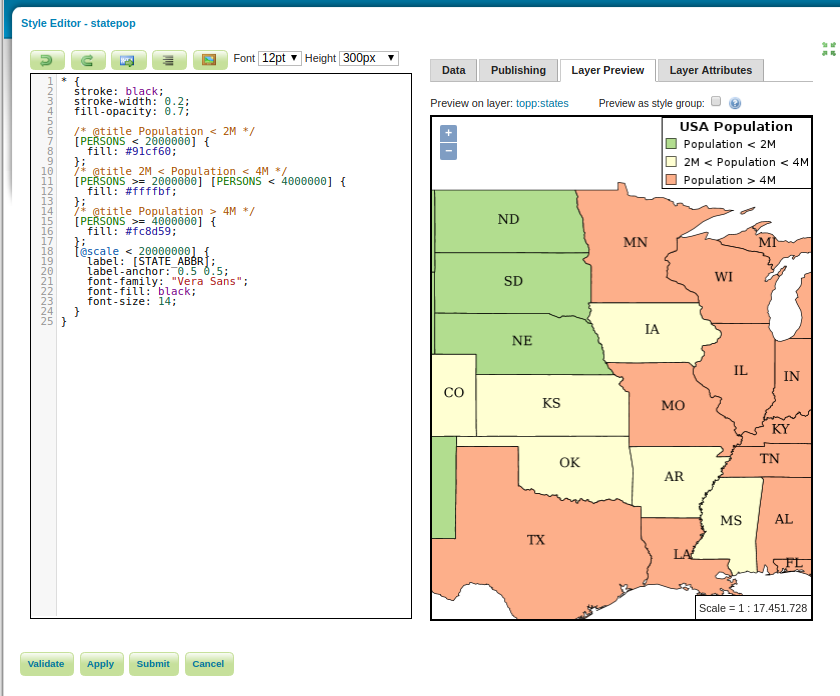 Style Editor - statepop
Font 12pt Height 300px
Data Publishing Layer Preview Layer Attributes
Preview on layer: topp:states Preview as style group:
1 * {
2 stroke: black;
3 stroke-width: 0.2;
4 fill-opacity: 0.7;
5
6 /* @title Population < 2M */
7 [PERSONS < 2000000] {
8 fill: #91cf60;
9 };
10 /* @title 2M < Population < 4M */
11 [PERSONS >= 2000000] [PERSONS < 4000000] {
12 fill: #ffffbf;
13 };
14 /* @title Population > 4M */
15 [PERSONS >= 4000000] {
16 fill: #fc8d59;
17 };
18 [@scale < 20000000] {
19 label: [STATE_ABBR];
20 label-anchor: 0.5 0.5;
21 font-family: "Vera Sans";
22 font-fill: black;
23 font-size: 14;
24 }
25 }
+
−
USA Population
Population < 2M
2M < Population < 4M
Population > 4M
ND
MN
MI
WI
SD
IA
NE
IL
IN
CO
KS
MO
KY
TN
OK
AR
MS
AL
TX
LA
FL
Scale = 1 : 17.451.728
Validate Apply Submit Cancel